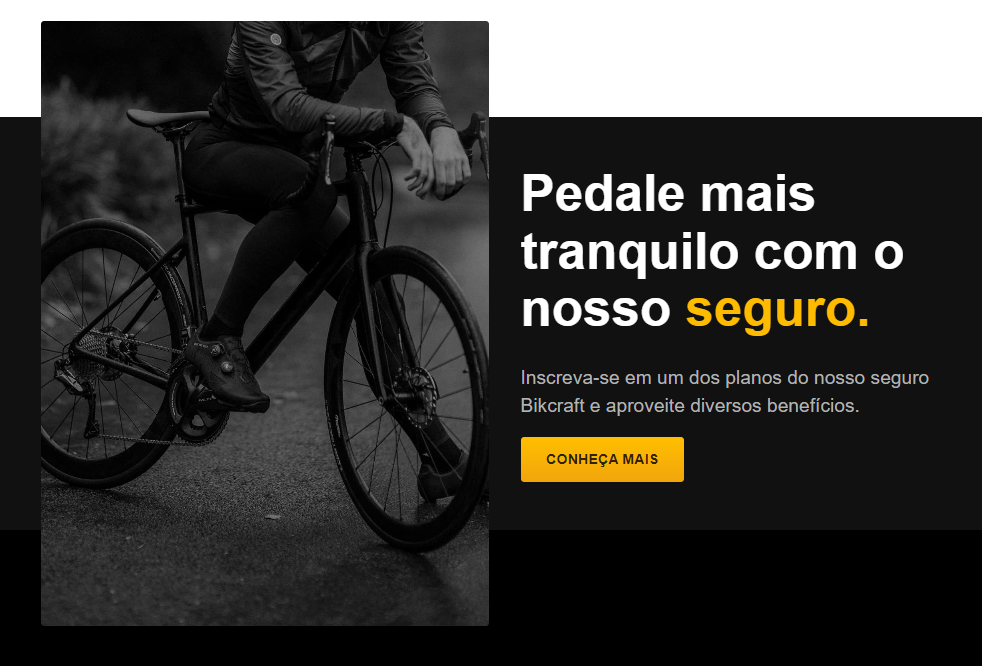 Pedale mais
tranquilo com o
nosso seguro.
Inscreva-se em um dos planos do nosso seguro
Bikcraft e aproveite diversos benefícios.
CONHEÇA MAIS